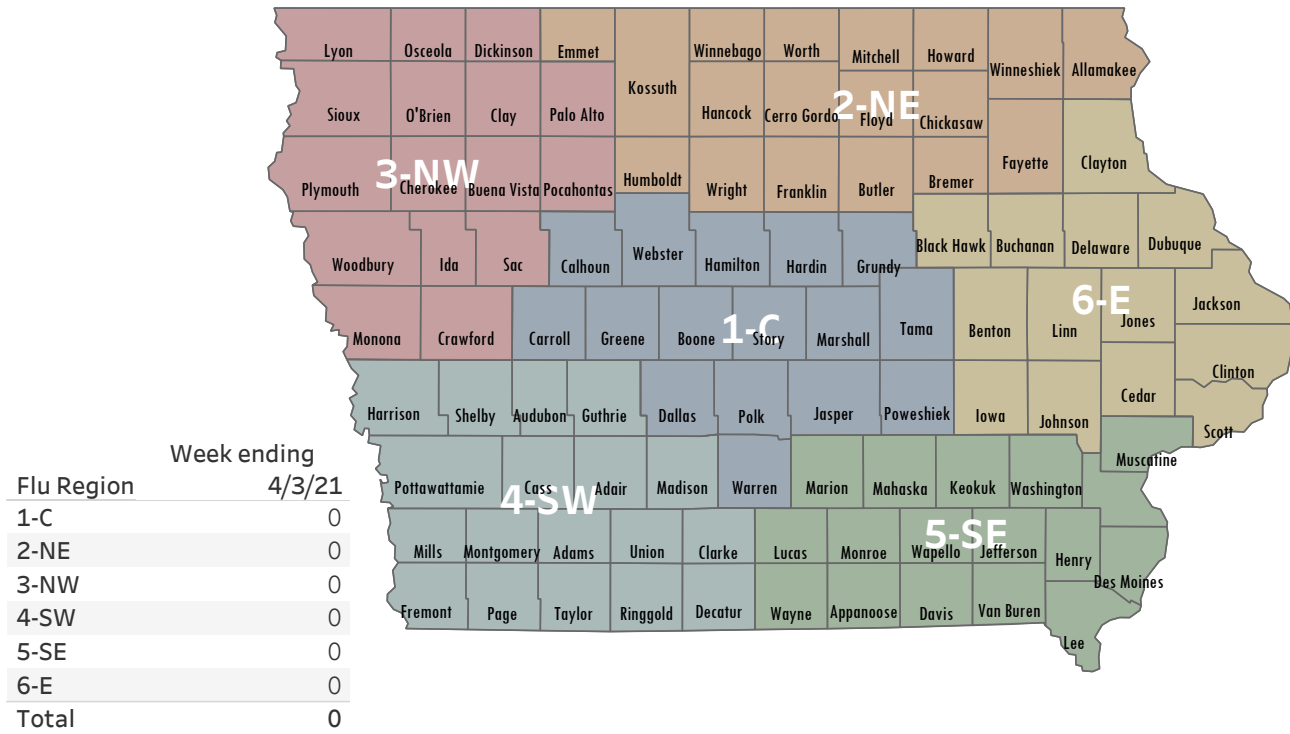 Lyon Osceola Dickinson Emmet Winnebago Worth Mitchell Howard Winneshiek Allamakee
Kossuth
Sioux O'Brien Clay Palo Alto Hancock Cerro Gordo Floyd Chickasaw
2-NE
Plymouth Cherokee Buena Vista Pocahontas Humboldt Wright Franklin Butler Bremer Fayette Clayton
3-NW
Woodbury Ida Sac Calhoun Webster Hamilton Hardin Grundy Black Hawk Buchanan Delaware Dubuque
6-E
Monona Crawford Carroll Greene Boone Story Marshall Tama Benton Linn Jones Jackson
1-C
Clinton
Harrison Shelby Audubon Guthrie Dallas Polk Jasper Poweshiek Iowa Johnson Cedar
Scott
Muscatine
Pottawattamie Cass Adair Madison Warren Marion Mahaska Keokuk Washington
4-SW
5-SE
Mills Montgomery Adams Union Clarke Lucas Monroe Wapello Jefferson Henry
Des Moines
Fremont Page Taylor Ringgold Decatur Wayne Appanoose Davis Van Buren
Lee
Week ending
Flu Region 4/3/21
1-C 0
2-NE 0
3-NW 0
4-SW 0
5-SE 0
6-E 0
Total 0